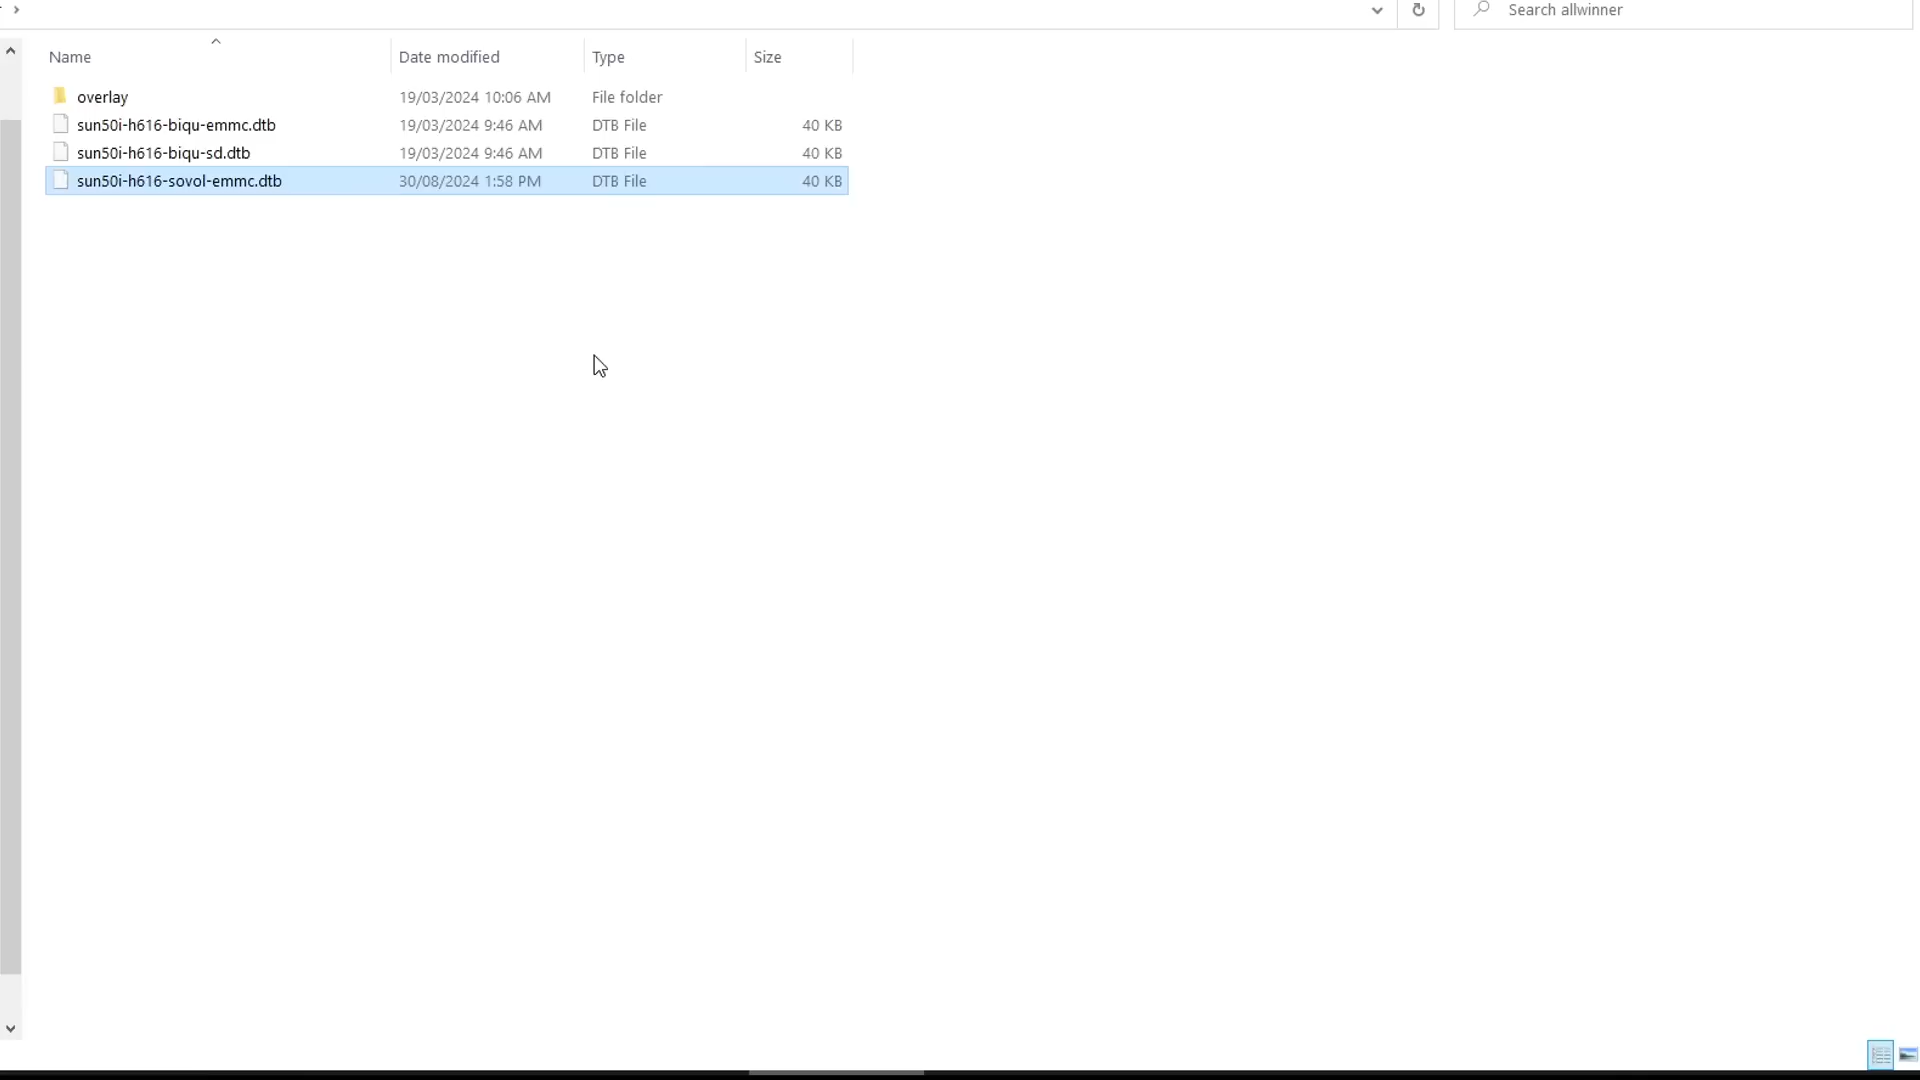 Search allwinner
Name Date modified Type Size
overlay 19/03/2024 10:06 AM File folder
sun50i-h616-biqu-emmc.dtb 19/03/2024 9:46 AM DTB File 40 KB
sun50i-h616-biqu-sd.dtb 19/03/2024 9:46 AM DTB File 40 KB
sun50i-h616-sovol-emmc.dtb 30/08/2024 1:58 PM DTB File 40 KB